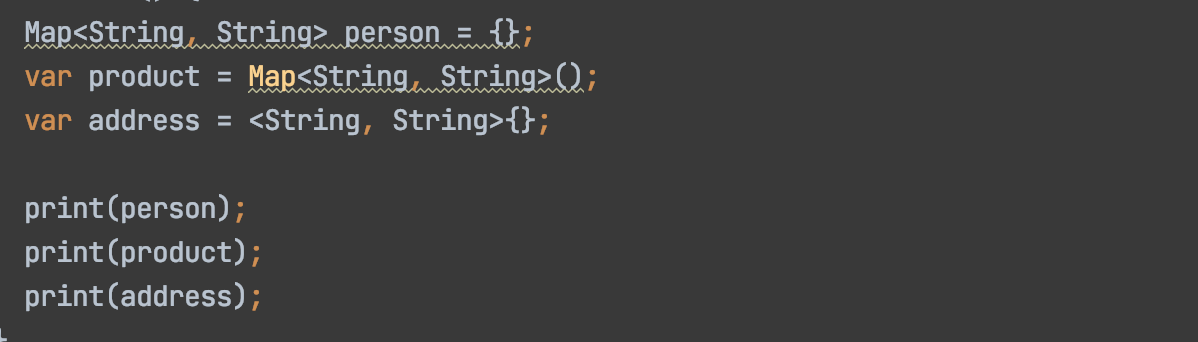 Map<String, String> person = {};
var product = Map<String, String>();
var address = <String, String>{};
print(person);
print(product);
print(address);